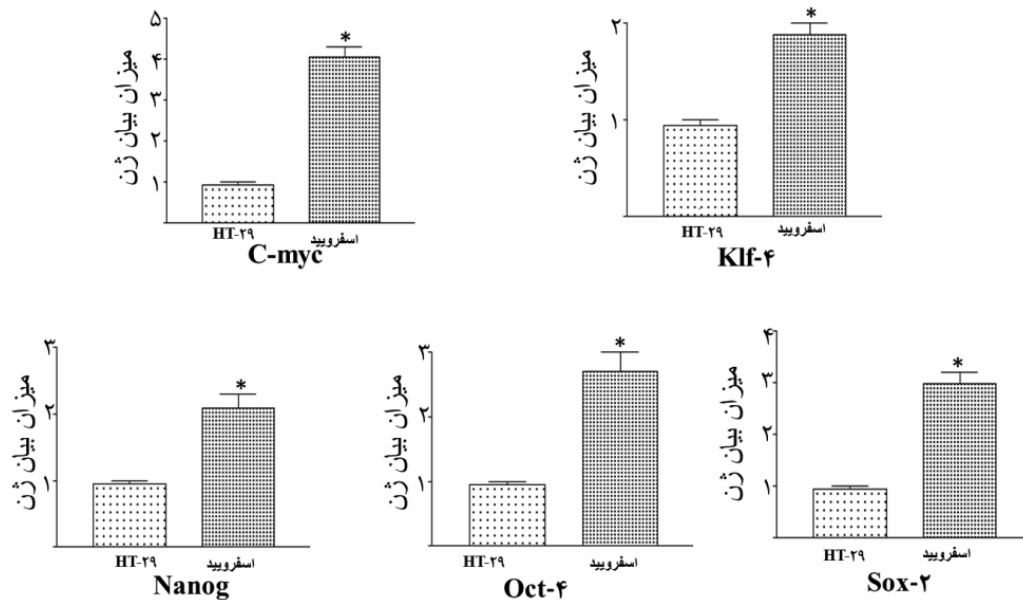 میزان بیان ژن
۵
۴
۳
۲
۱
*
HT-۲۹
اسفرویید
C-myc
میزان بیان ژن
۲
۱
*
HT-۲۹
اسفرویید
Klf-۴
میزان بیان ژن
۳
۲
۱
*
HT-۲۹
اسفرویید
Nanog
میزان بیان ژن
۳
۲
۱
*
HT-۲۹
اسفرویید
Oct-۴
میزان بیان ژن
۴
۳
۲
۱
*
HT-۲۹
اسفرویید
Sox-۲